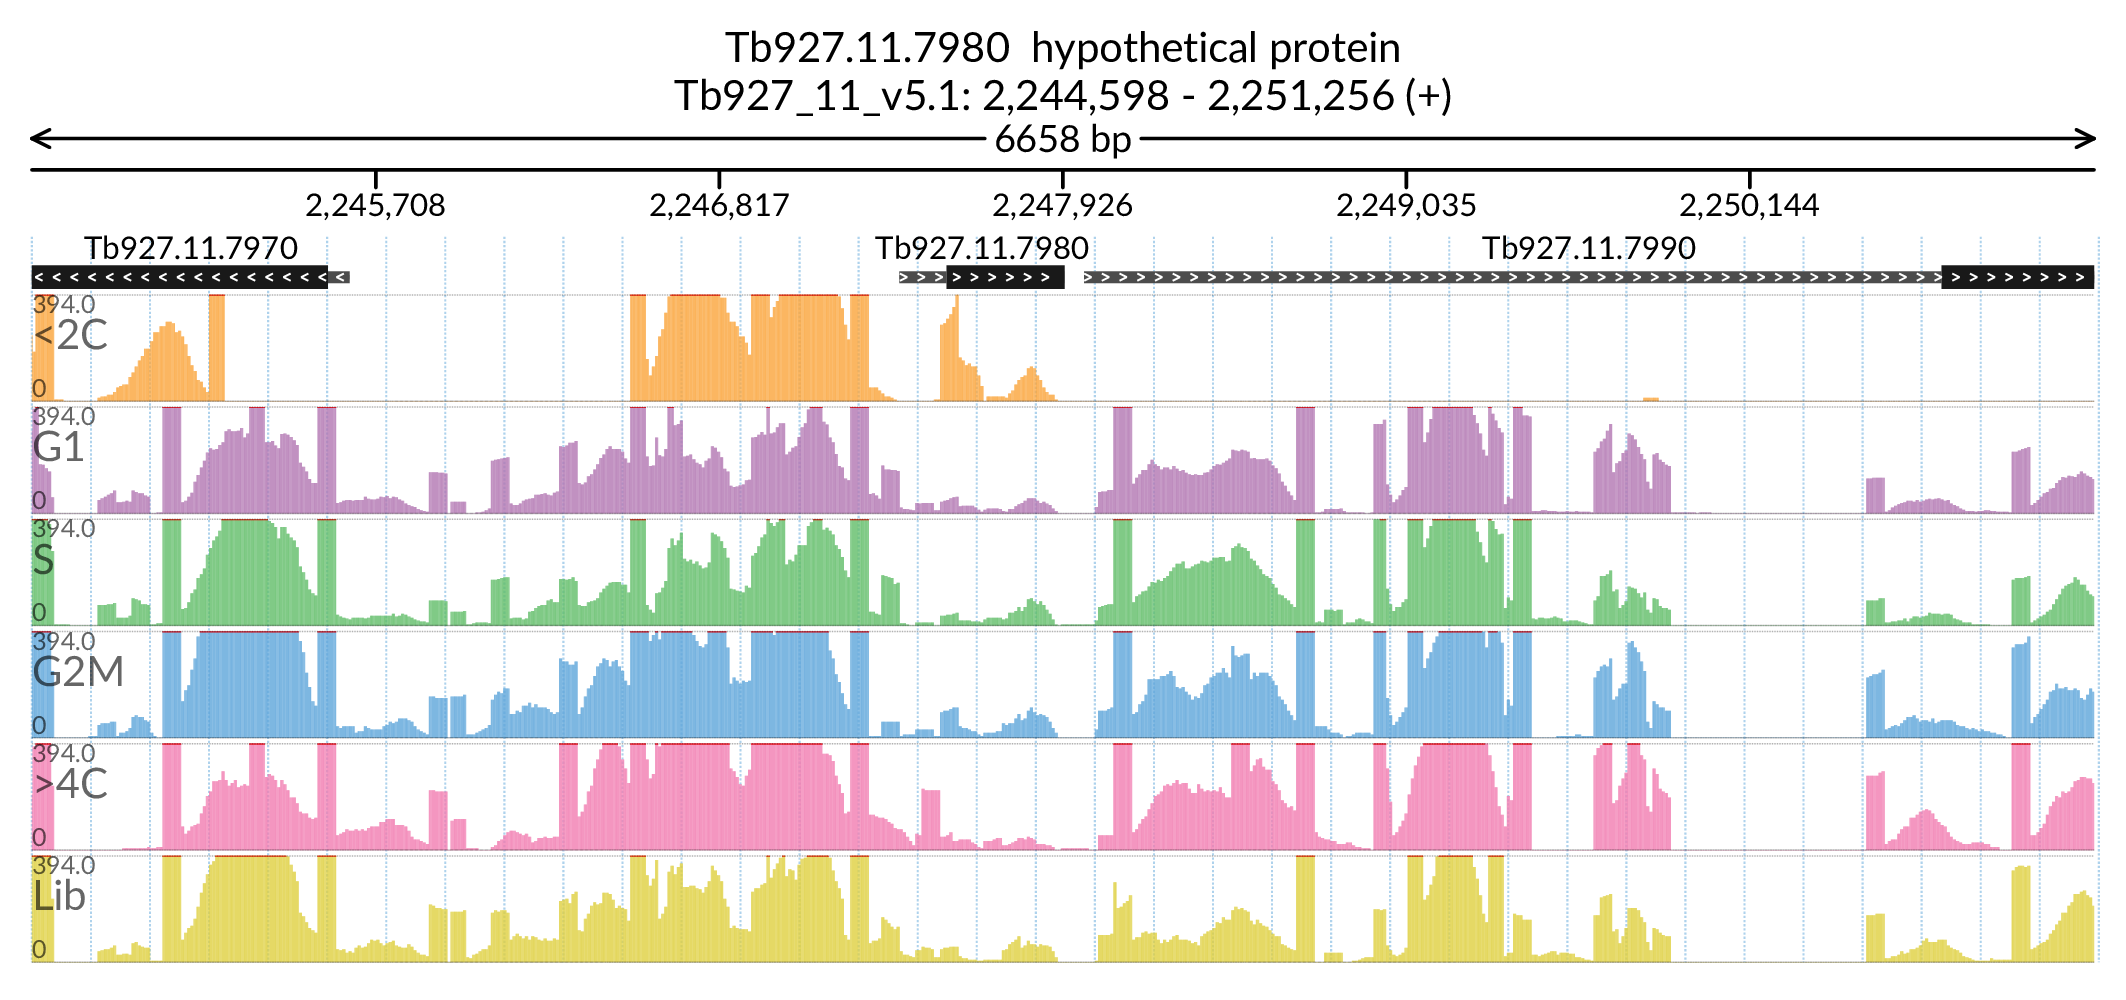 Tb927.11.7980  hypothetical protein
Tb927_11_v5.1: 2,244,598 - 2,251,256 (+)
6658 bp
2,245,708 2,246,817 2,247,926 2,249,035 2,250,144
Tb927.11.7970 Tb927.11.7980 Tb927.11.7990
394.0
<2C
0
394.0
G1
0
394.0
S
0
394.0
G2M
0
394.0
>4C
0
394.0
Lib
0